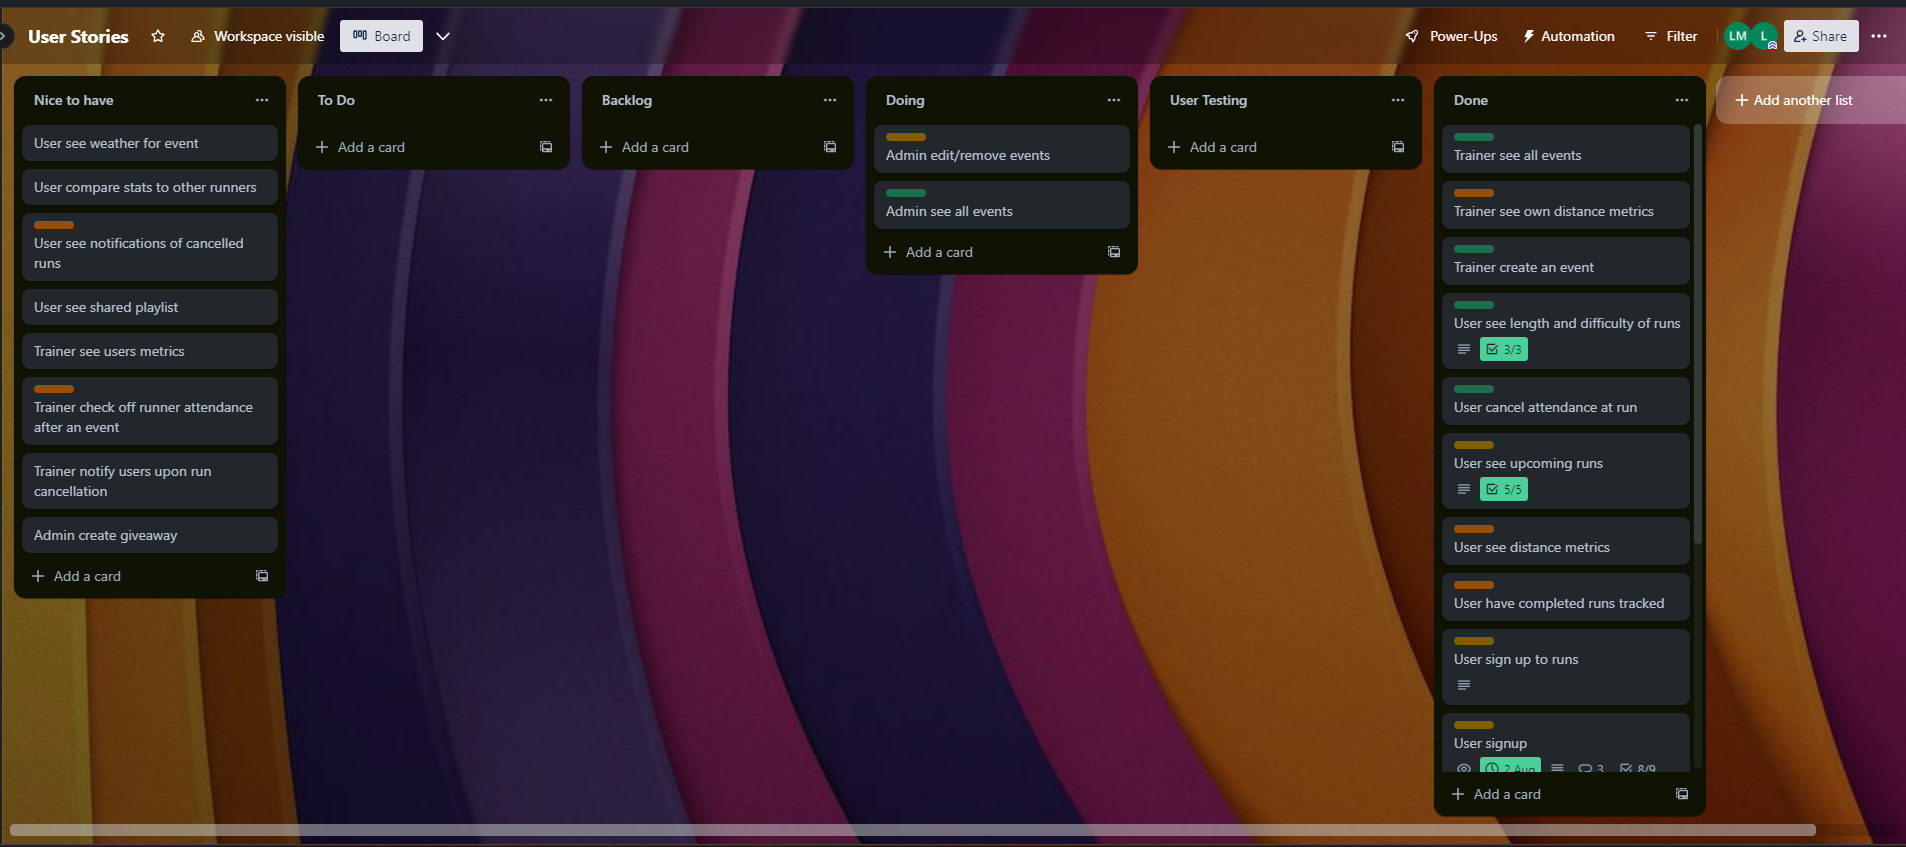 User Stories
Workspace visible
Board
Power-Ups
Automation
Filter
LM
L
Share
Nice to have
User see weather for event
User compare stats to other runners
User see notifications of cancelled
runs
User see shared playlist
Trainer see users metrics
Trainer check off runner attendance
after an event
Trainer notify users upon run
cancellation
Admin create giveaway
Add a card
To Do
Add a card
Backlog
Add a card
Doing
Admin edit/remove events
Admin see all events
Add a card
User Testing
Add a card
Done
Trainer see all events
Trainer see own distance metrics
Trainer create an event
User see length and difficulty of runs
3/3
User cancel attendance at run
User see upcoming runs
5/5
User see distance metrics
User have completed runs tracked
User sign up to runs
User signup
2 Aug 3 8/9
Add a card
Add another list